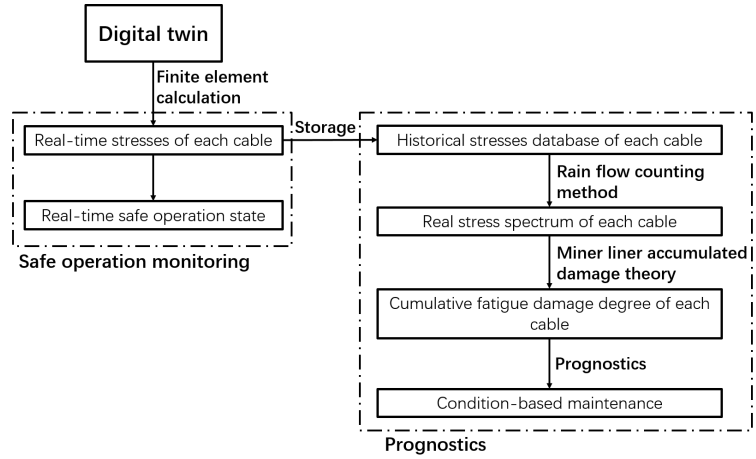 Digital twin
Finite element
calculation
Real-time stresses of each cable
Storage
Historical stresses database of each cable
Rain flow counting
method
Real-time safe operation state
Real stress spectrum of each cable
Safe operation monitoring
Miner liner accumulated
damage theory
Cumulative fatigue damage degree of each
cable
Prognostics
Condition-based maintenance
Prognostics